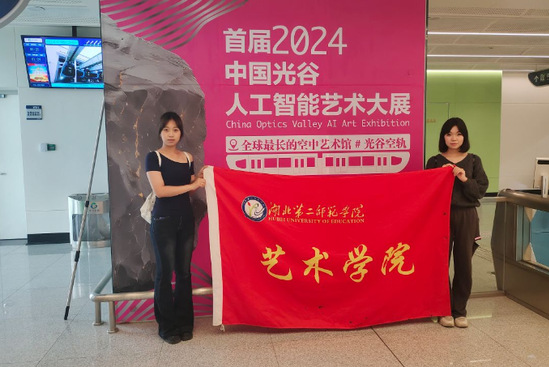 首届2024
中国光谷
人工智能艺术大展
China Optics Valley AI Art Exhibition
全球最长的空中艺术馆 # 光谷空轨
湖北第二师范学院
HUBEI UNIVERSITY OF EDUCATION
艺术学院